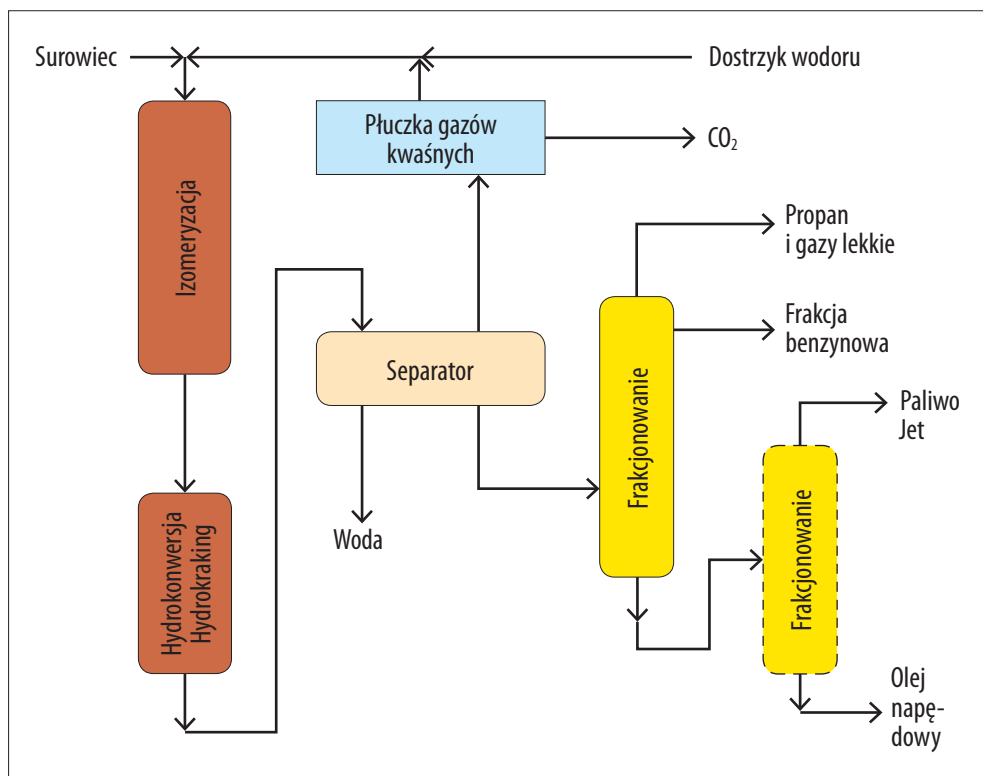 Surowiec
Dostrzyk wodoru
Płuczka gazów
kwaśnych
CO₂
Izomeryzacja
Propan
i gazy lekkie
Frakcja
benzynowa
Separator
Frakcjonowanie
Paliwo
Jet
Hydrokonwersja
Hydrokraking
Woda
Frakcjonowanie
Olej
napę-
dowy